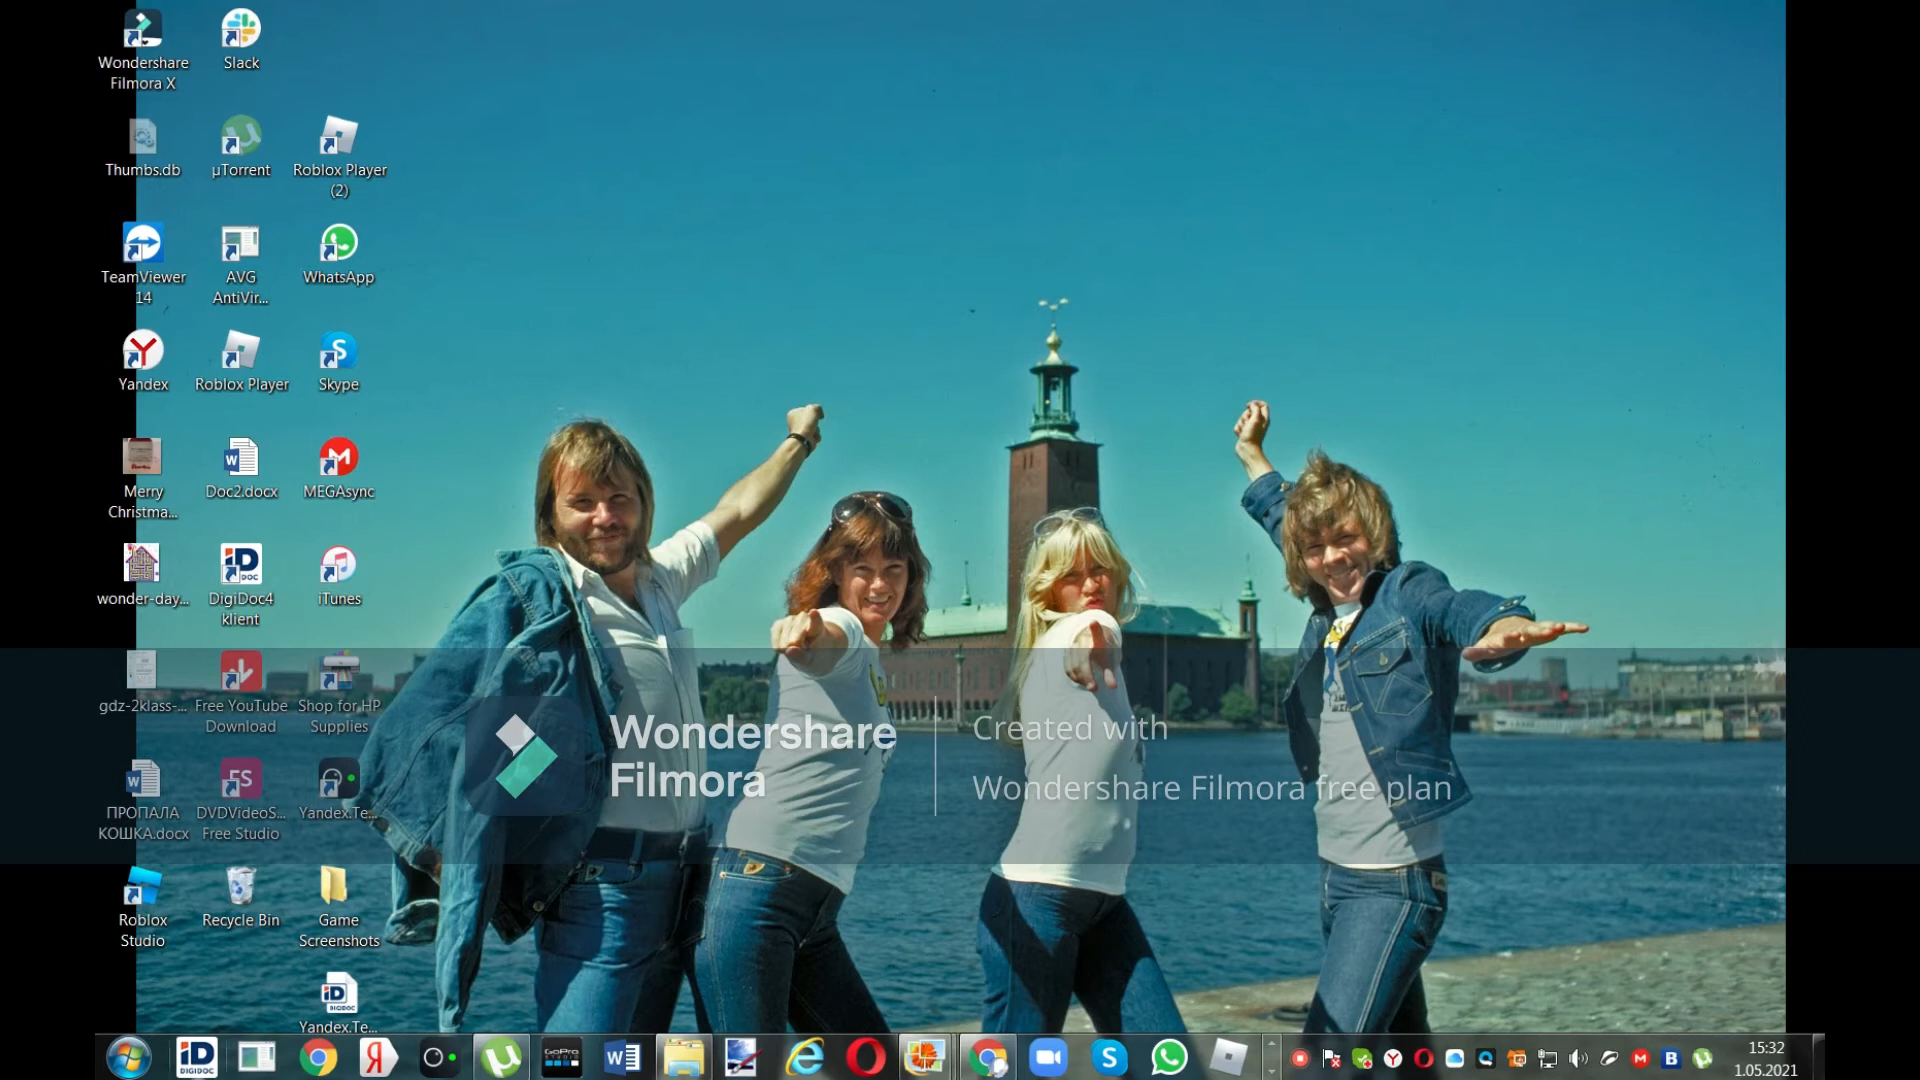 Wondershare
Filmora X
Slack
Thumbs.db
µTorrent
Roblox Player
(2)
TeamViewer
14
AVG
AntiVir...
WhatsApp
Yandex
Roblox Player
Skype
Merry
Christma...
Doc2.docx
MEGAsync
wonder-day...
DigiDoc4
klient
iTunes
gdz-2klass-...
Free YouTube
Download
Shop for HP
Supplies
ПРОПАЛА
КОШКА.docx
DVDVideoS...
Free Studio
Yandex.Te...
Wondershare
Filmora
Created with
Wondershare Filmora free plan
Roblox
Studio
Recycle Bin
Game
Screenshots
Yandex.Te...
15:32
1.05.2021